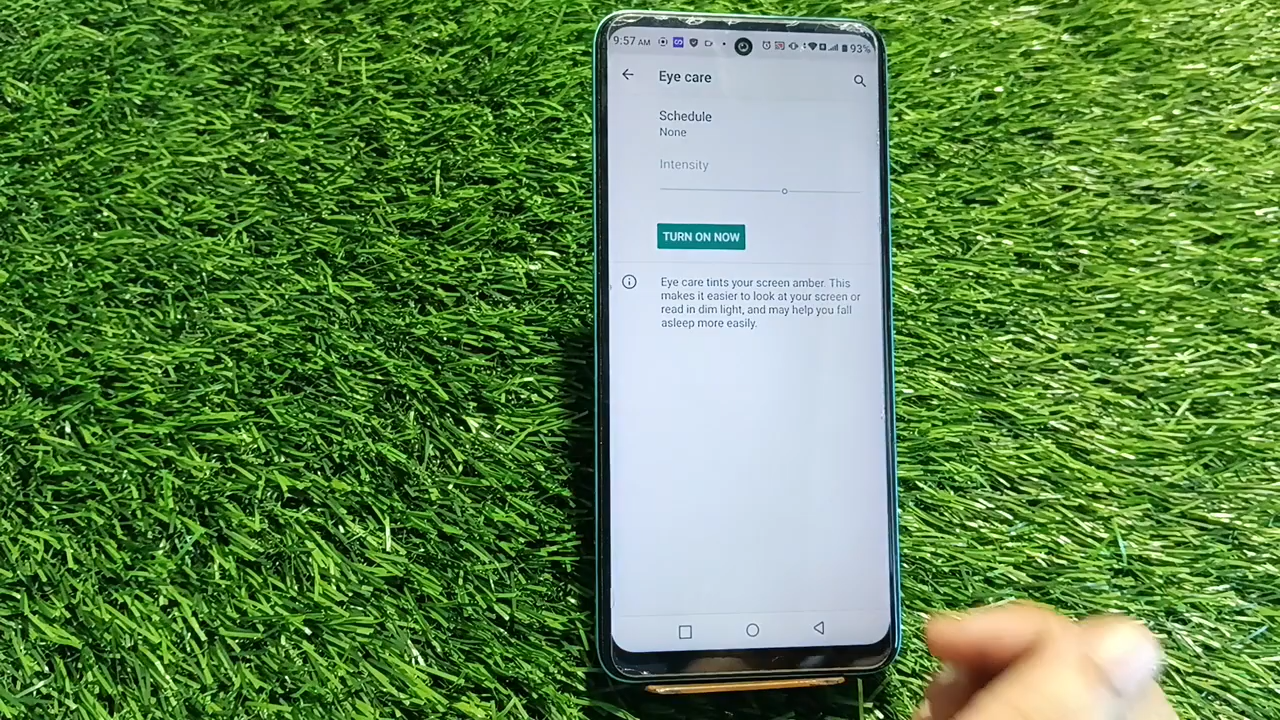 9:57 AM 93%
Eye care
Schedule
None
Intensity
TURN ON NOW
Eye care tints your screen amber. This
makes it easier to look at your screen or
read in dim light, and may help you fall
asleep more easily.